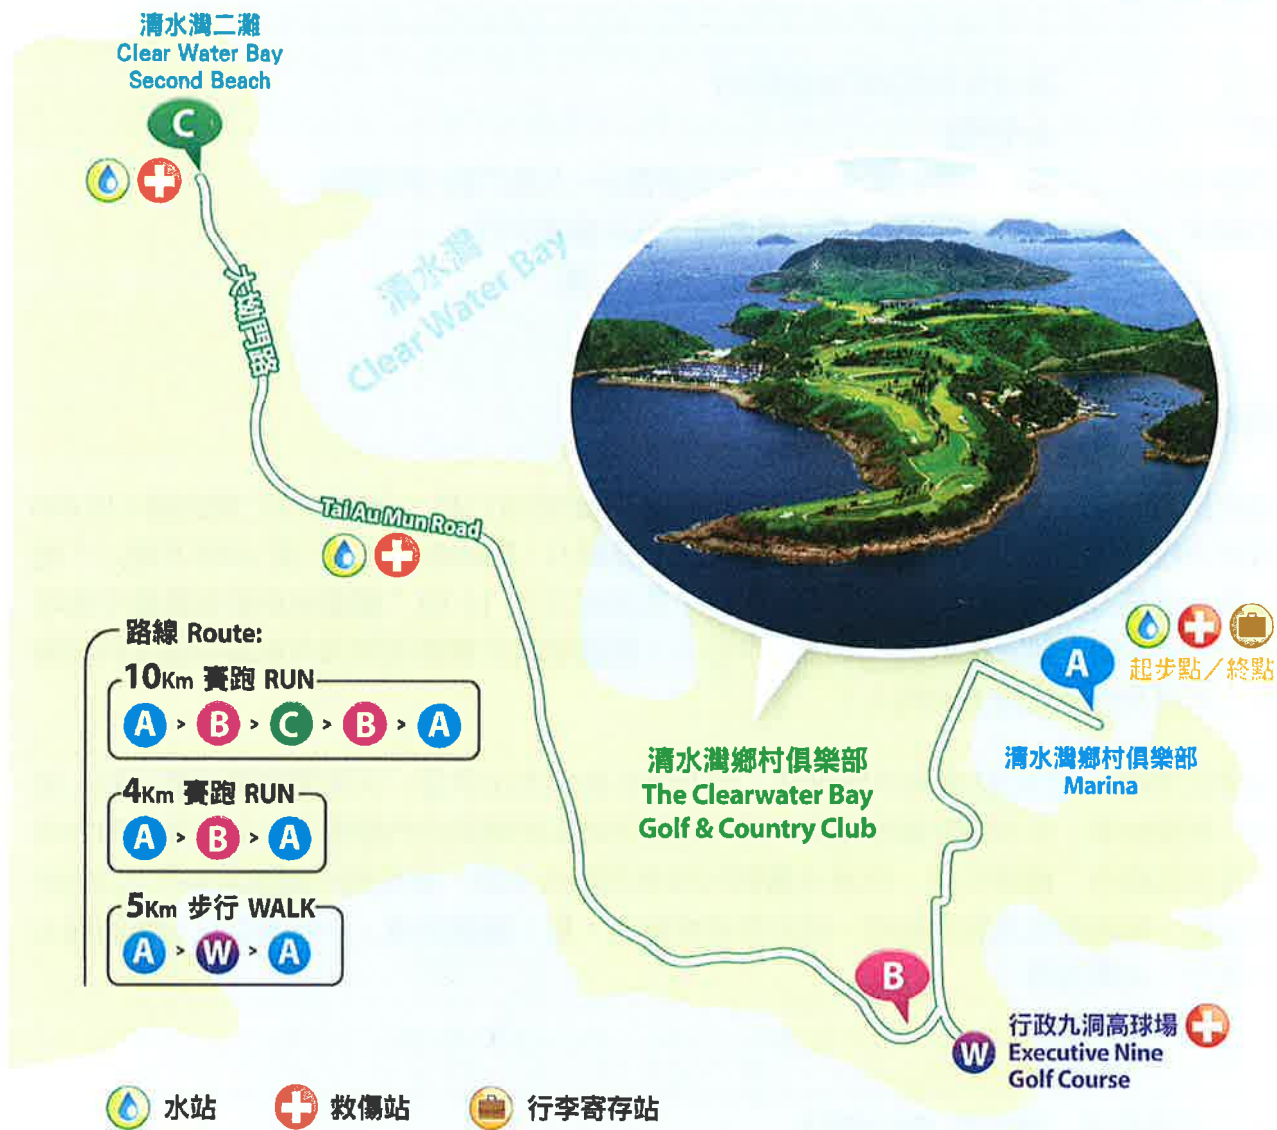 清水灣二灘
Clear Water Bay
Second Beach
C
清水灣
Clear Water Bay
大坳門路
Tai Au Mun Road
路線 Route:
10Km 賽跑 RUN
A > B > C > B > A
4Km 賽跑 RUN
A > B > A
5Km 步行 WALK
A > W > A
A
起步點／終點
清水灣鄉村俱樂部
Marina
清水灣鄉村俱樂部
The Clearwater Bay
Golf & Country Club
B
W
行政九洞高球場
Executive Nine
Golf Course
水站
救傷站
行李寄存站